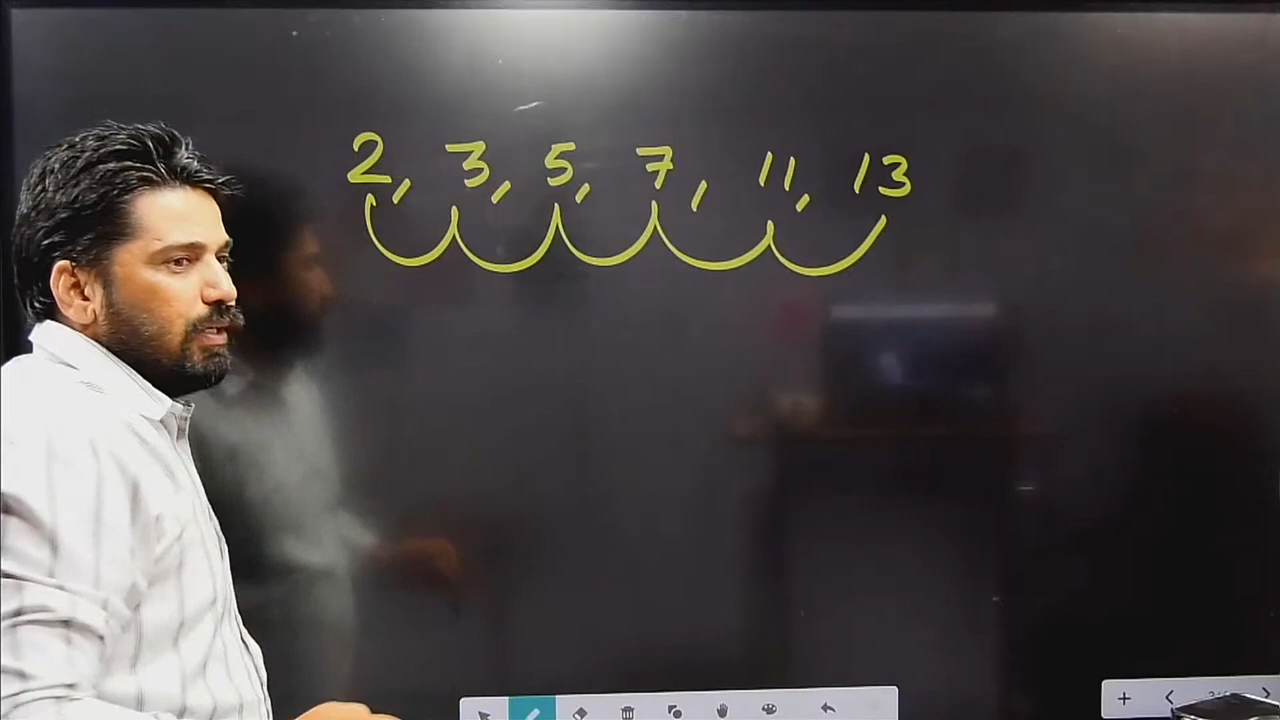 2, 3, 5, 7, 11, 13